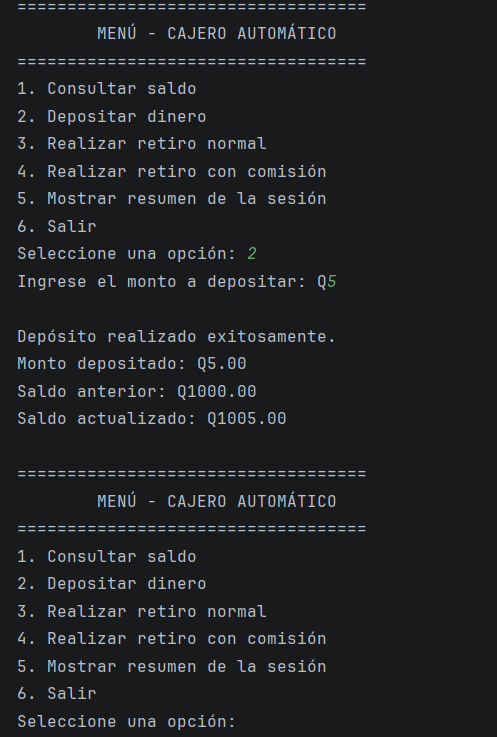 ===================================
MENÚ - CAJERO AUTOMÁTICO
===================================
1. Consultar saldo
2. Depositar dinero
3. Realizar retiro normal
4. Realizar retiro con comisión
5. Mostrar resumen de la sesión
6. Salir
Seleccione una opción: 2
Ingrese el monto a depositar: Q5
Depósito realizado exitosamente.
Monto depositado: Q5.00
Saldo anterior: Q1000.00
Saldo actualizado: Q1005.00
===================================
MENÚ - CAJERO AUTOMÁTICO
===================================
1. Consultar saldo
2. Depositar dinero
3. Realizar retiro normal
4. Realizar retiro con comisión
5. Mostrar resumen de la sesión
6. Salir
Seleccione una opción: